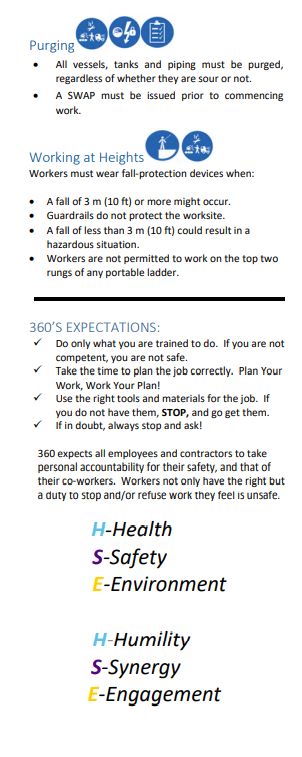 Purging
• All vessels, tanks and piping must be purged,
regardless of whether they are sour or not.
• A SWAP must be issued prior to commencing
work.
Working at Heights
Workers must wear fall-protection devices when:
• A fall of 3 m (10 ft) or more might occur.
• Guardrails do not protect the worksite.
• A fall of less than 3 m (10 ft) could result in a
hazardous situation.
• Workers are not permitted to work on the top two
rungs of any portable ladder.
360'S EXPECTATIONS:
✓ Do only what you are trained to do. If you are not
competent, you are not safe.
✓ Take the time to plan the job correctly. Plan Your
Work, Work Your Plan!
✓ Use the right tools and materials for the job. If
you do not have them, STOP, and go get them.
✓ If in doubt, always stop and ask!
360 expects all employees and contractors to take
personal accountability for their safety, and that of
their co-workers. Workers not only have the right but
a duty to stop and/or refuse work they feel is unsafe.
H-Health
S-Safety
E-Environment
H-Humility
S-Synergy
E-Engagement